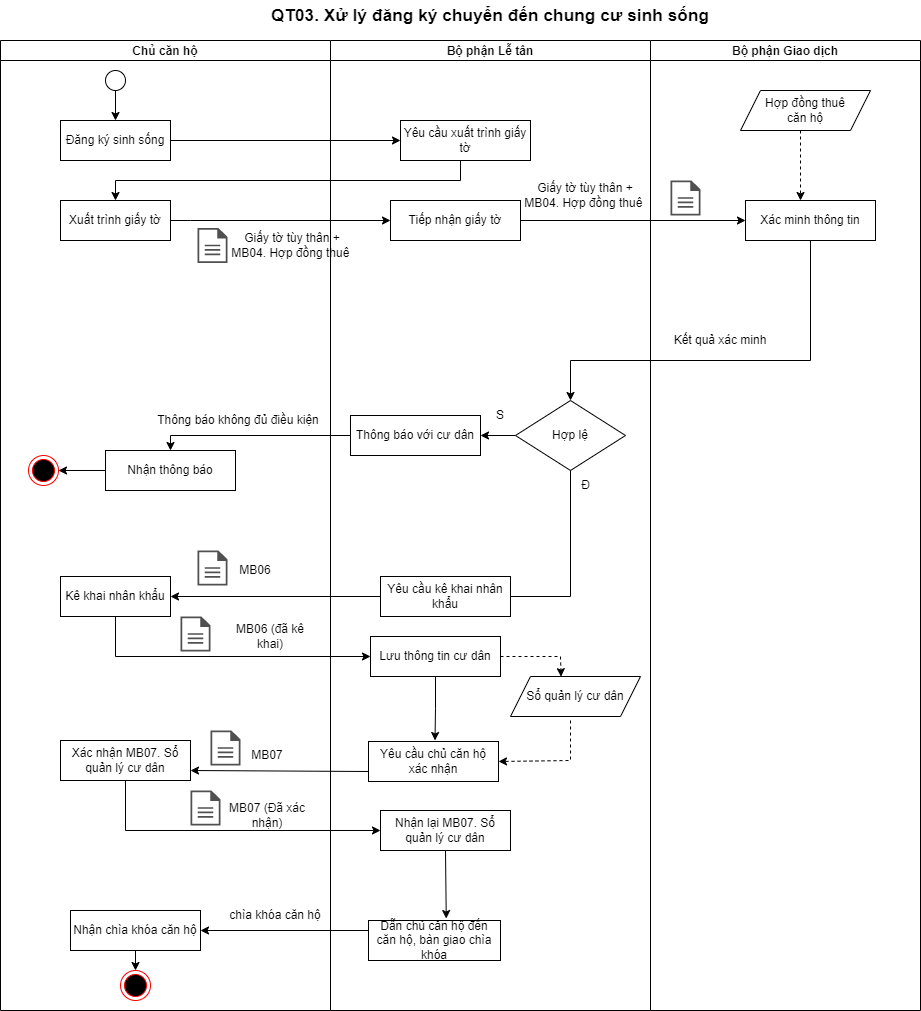 QT03. Xử lý đăng ký chuyển đến chung cư sinh sống
Chủ căn hộ
Bộ phận Lễ tân
Bộ phận Giao dịch
Hợp đồng thuê
căn hộ
Đăng ký sinh sống
Yêu cầu xuất trình giấy
tờ
Giấy tờ tùy thân +
MB04. Hợp đồng thuê
Xuất trình giấy tờ
Tiếp nhận giấy tờ
Xác minh thông tin
Giấy tờ tùy thân +
MB04. Hợp đồng thuê
Kết quả xác minh
Thông báo không đủ điều kiện
S
Thông báo với cư dân
Hợp lệ
Nhận thông báo
Đ
MB06
Kê khai nhân khẩu
Yêu cầu kê khai nhân
khẩu
MB06 (đã kê
khai)
Lưu thông tin cư dân
Sổ quản lý cư dân
Xác nhận MB07. Sổ
quản lý cư dân
MB07
Yêu cầu chủ căn hộ
xác nhận
MB07 (Đã xác
nhận)
Nhận lại MB07. Sổ
quản lý cư dân
chìa khóa căn hộ
Nhận chìa khóa căn hộ
Dẫn chủ căn hộ đến
căn hộ, bàn giao chìa
khóa